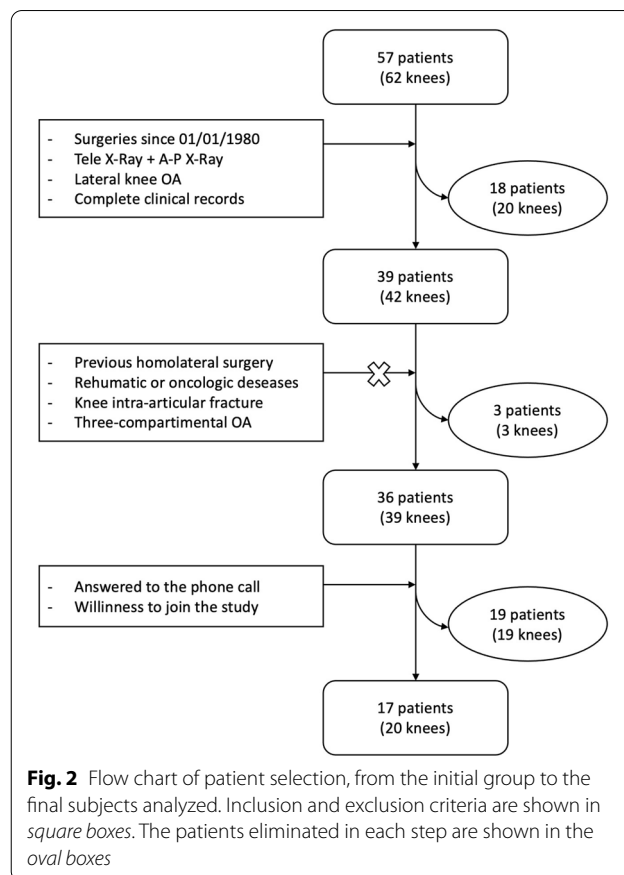 57 patients
(62 knees)
- Surgeries since 01/01/1980
- Tele X-Ray + A-P X-Ray
- Lateral knee OA
- Complete clinical records
18 patients
(20 knees)
39 patients
(42 knees)
- Previous homolateral surgery
- Rehumatic or oncologic deseases
- Knee intra-articular fracture
- Three-compartimental OA
3 patients
(3 knees)
36 patients
(39 knees)
- Answered to the phone call
- Willinness to join the study
19 patients
(19 knees)
17 patients
(20 knees)
Fig. 2 Flow chart of patient selection, from the initial group to the
final subjects analyzed. Inclusion and exclusion criteria are shown in
square boxes. The patients eliminated in each step are shown in the
oval boxes